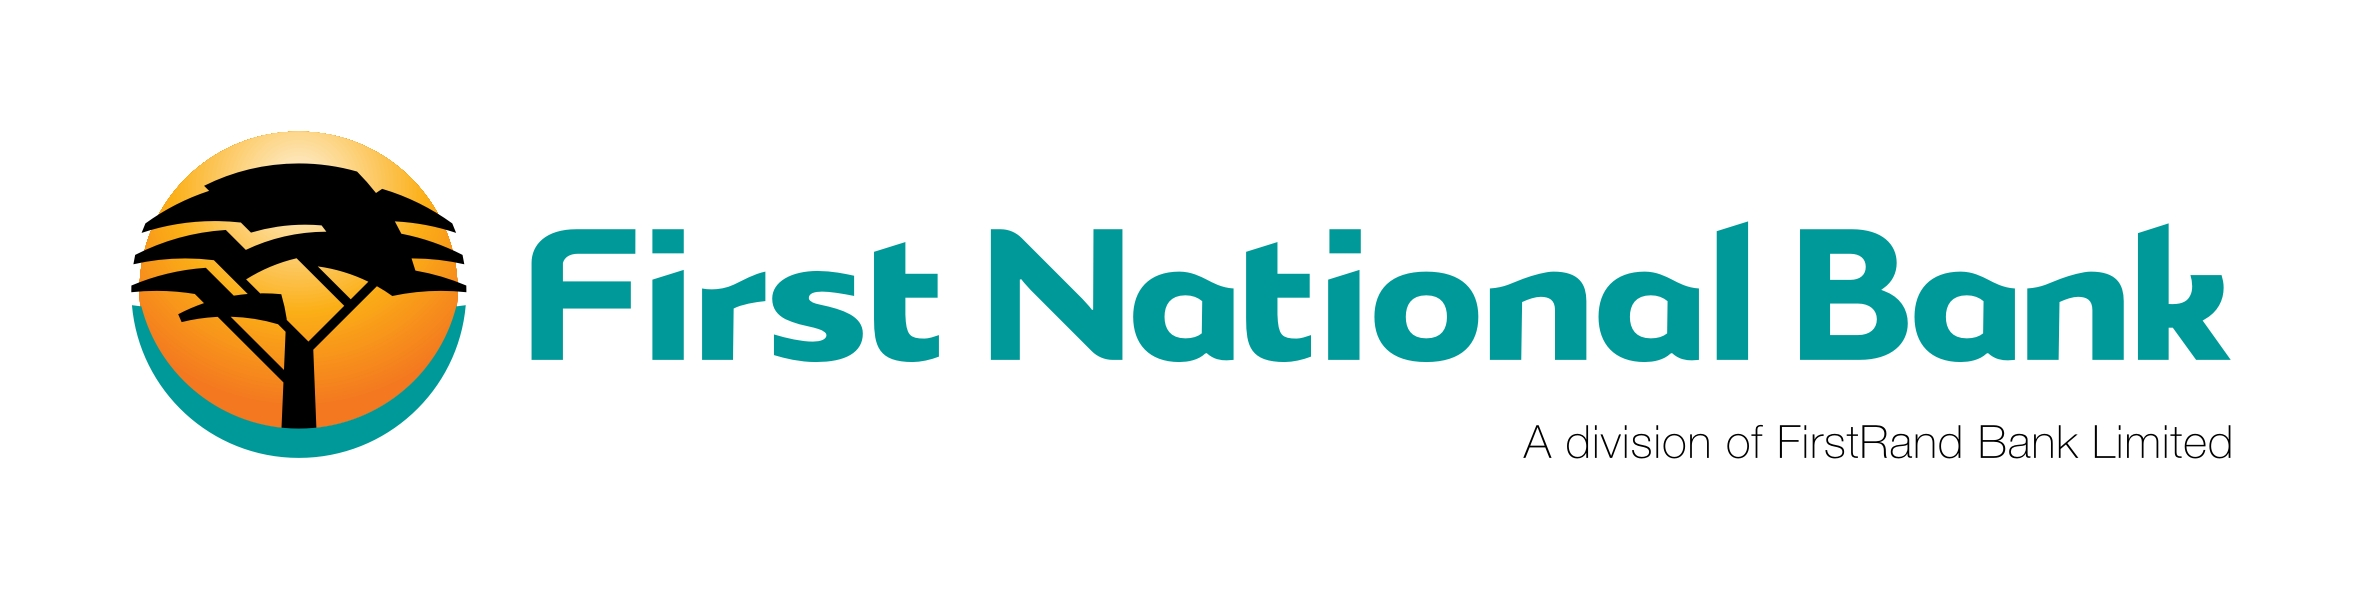 First National Bank
A division of FirstRand Bank Limited